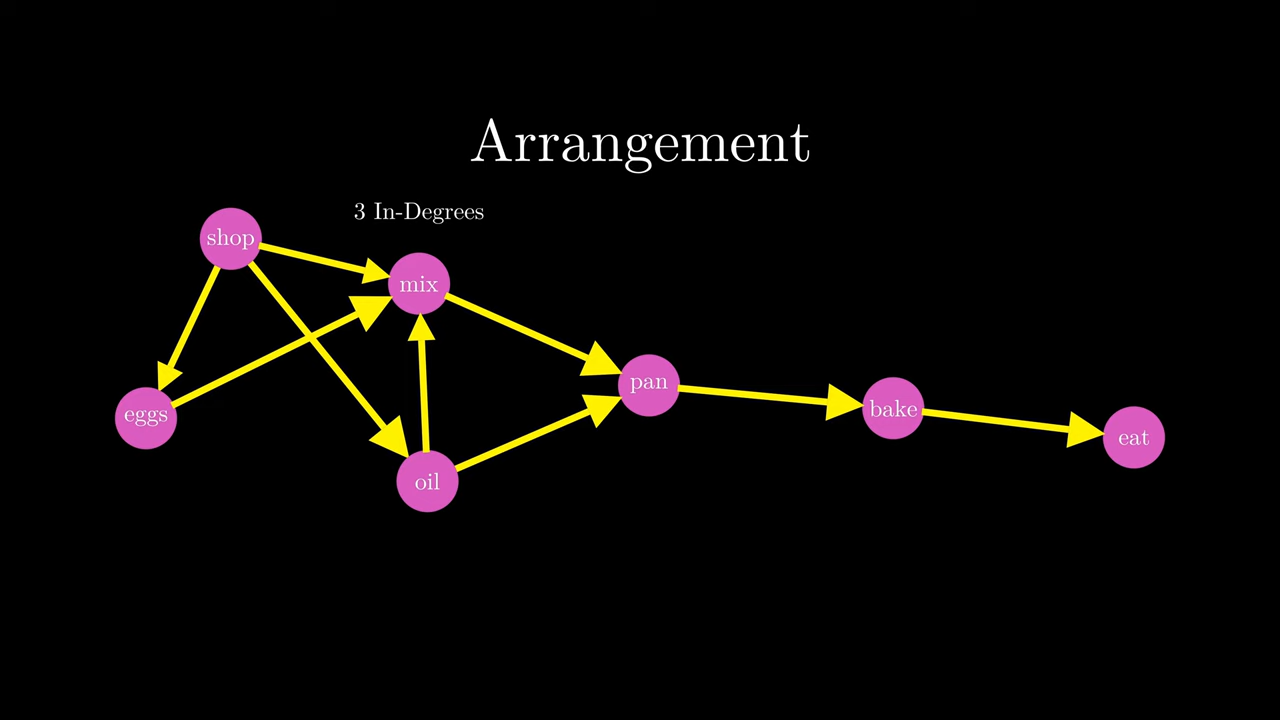 Arrangement
3 In-Degrees
shop
mix
pan
bake
eggs
eat
oil